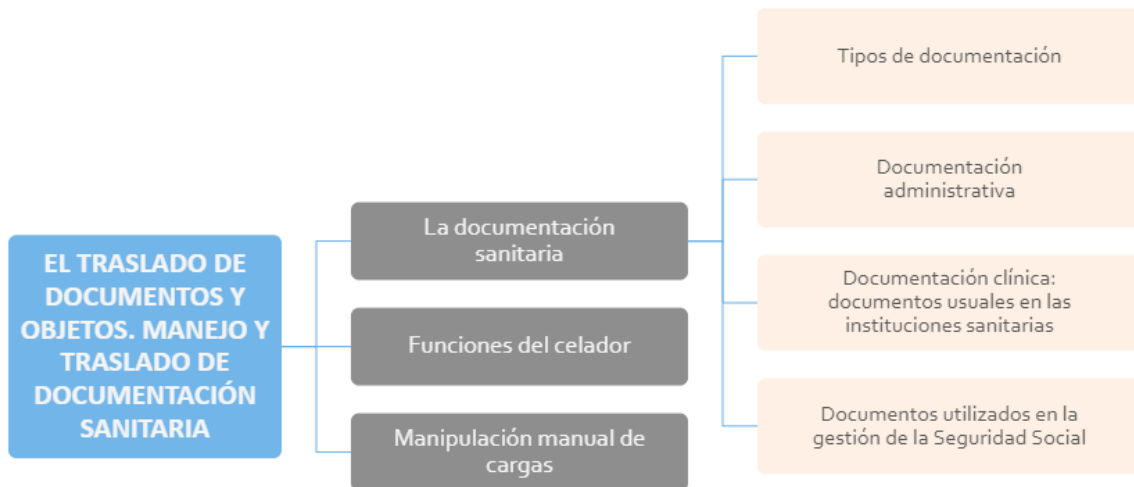 EL TRASLADO DE
DOCUMENTOS Y
OBJETOS. MANEJO Y
TRASLADO DE
DOCUMENTACIÓN
SANITARIA
La documentación
sanitaria
Funciones del celador
Manipulación manual de
cargas
Tipos de documentación
Documentación
administrativa
Documentación clínica:
documentos usuales en las
instituciones sanitarias
Documentos utilizados en la
gestión de la Seguridad Social